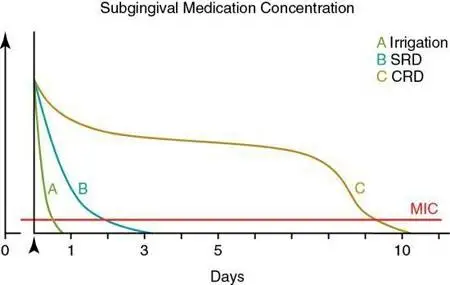 Subgingival Medication Concentration
A Irrigation
B SRD
C CRD
A
B
C
MIC
0 1 3 5 10
Days